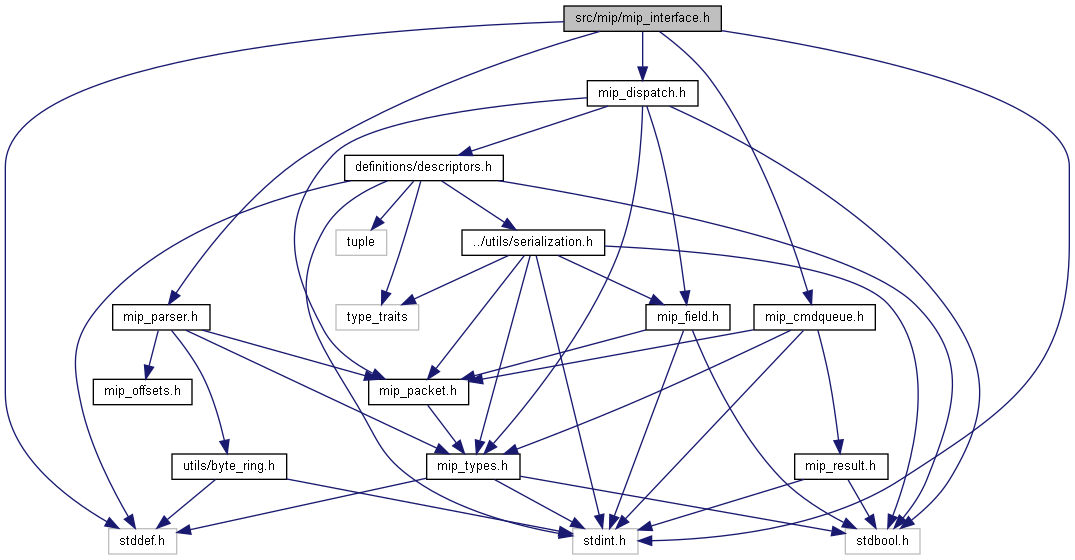 src/mip/mip_interface.h
mip_dispatch.h
definitions/descriptors.h
tuple
../utils/serialization.h
mip_parser.h
type_traits
mip_field.h
mip_cmdqueue.h
mip_offsets.h
mip_packet.h
utils/byte_ring.h
mip_types.h
mip_result.h
stddef.h
stdint.h
stdbool.h